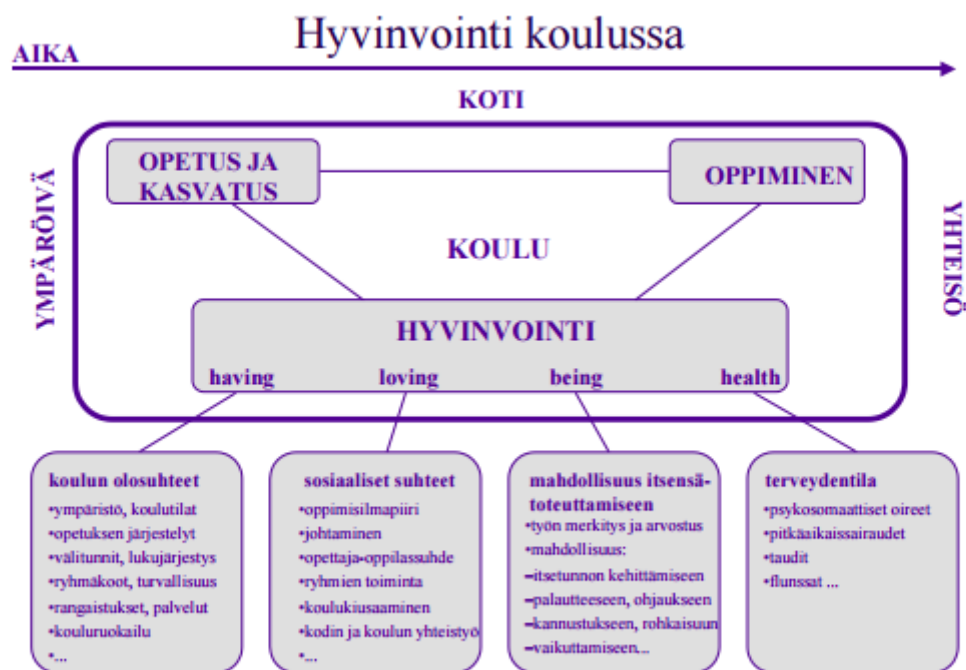 Hyvinvointi koulussa
AIKA
KOTI
YMPÄRÖIVÄ
OPETUS JA
KASVATUS
OPPIMINEN
YHTEISÖ
KOULU
HYVINVOINTI
having loving being health
koulun olosuhteet
•ympäristö, koulutilat
•opetuksen järjestelyt
•välitunnit, lukujärjestys
•ryhmäkoot, turvallisuus
•rangaistukset, palvelut
•kouluruokailu
•...
sosiaaliset suhteet
•oppimisilmapiiri
•johtaminen
•opettaja-oppilassuhde
•ryhmien toiminta
•koulukiusaaminen
•kodin ja koulun yhteistyö
•...
mahdollisuus itsensä-
toteuttamiseen
•työn merkitys ja arvostus
•mahdollisuus:
–itsetunnon kehittämiseen
–palautteeseen, ohjaukseen
–kannustukseen, rohkaisuun
–vaikuttamiseen...
terveydentila
•psykosomaattiset oireet
•pitkäaikaissairaudet
•taudit
•flunssat ...